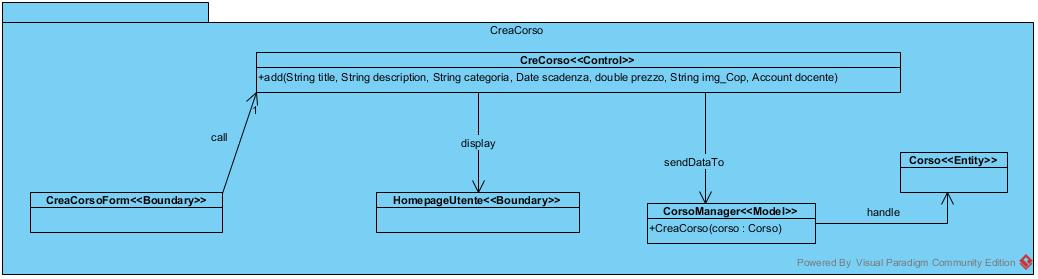 CreaCorso
CreCorso<<Control>>
+add(String title, String description, String categoria, Date scadenza, double prezzo, String img_Cop, Account docente)
1
call
display
sendDataTo
Corso<<Entity>>
CreaCorsoForm<<Boundary>>
HomepageUtente<<Boundary>>
CorsoManager<<Model>>
+CreaCorso(corso : Corso)
handle
Powered By Visual Paradigm Community Edition